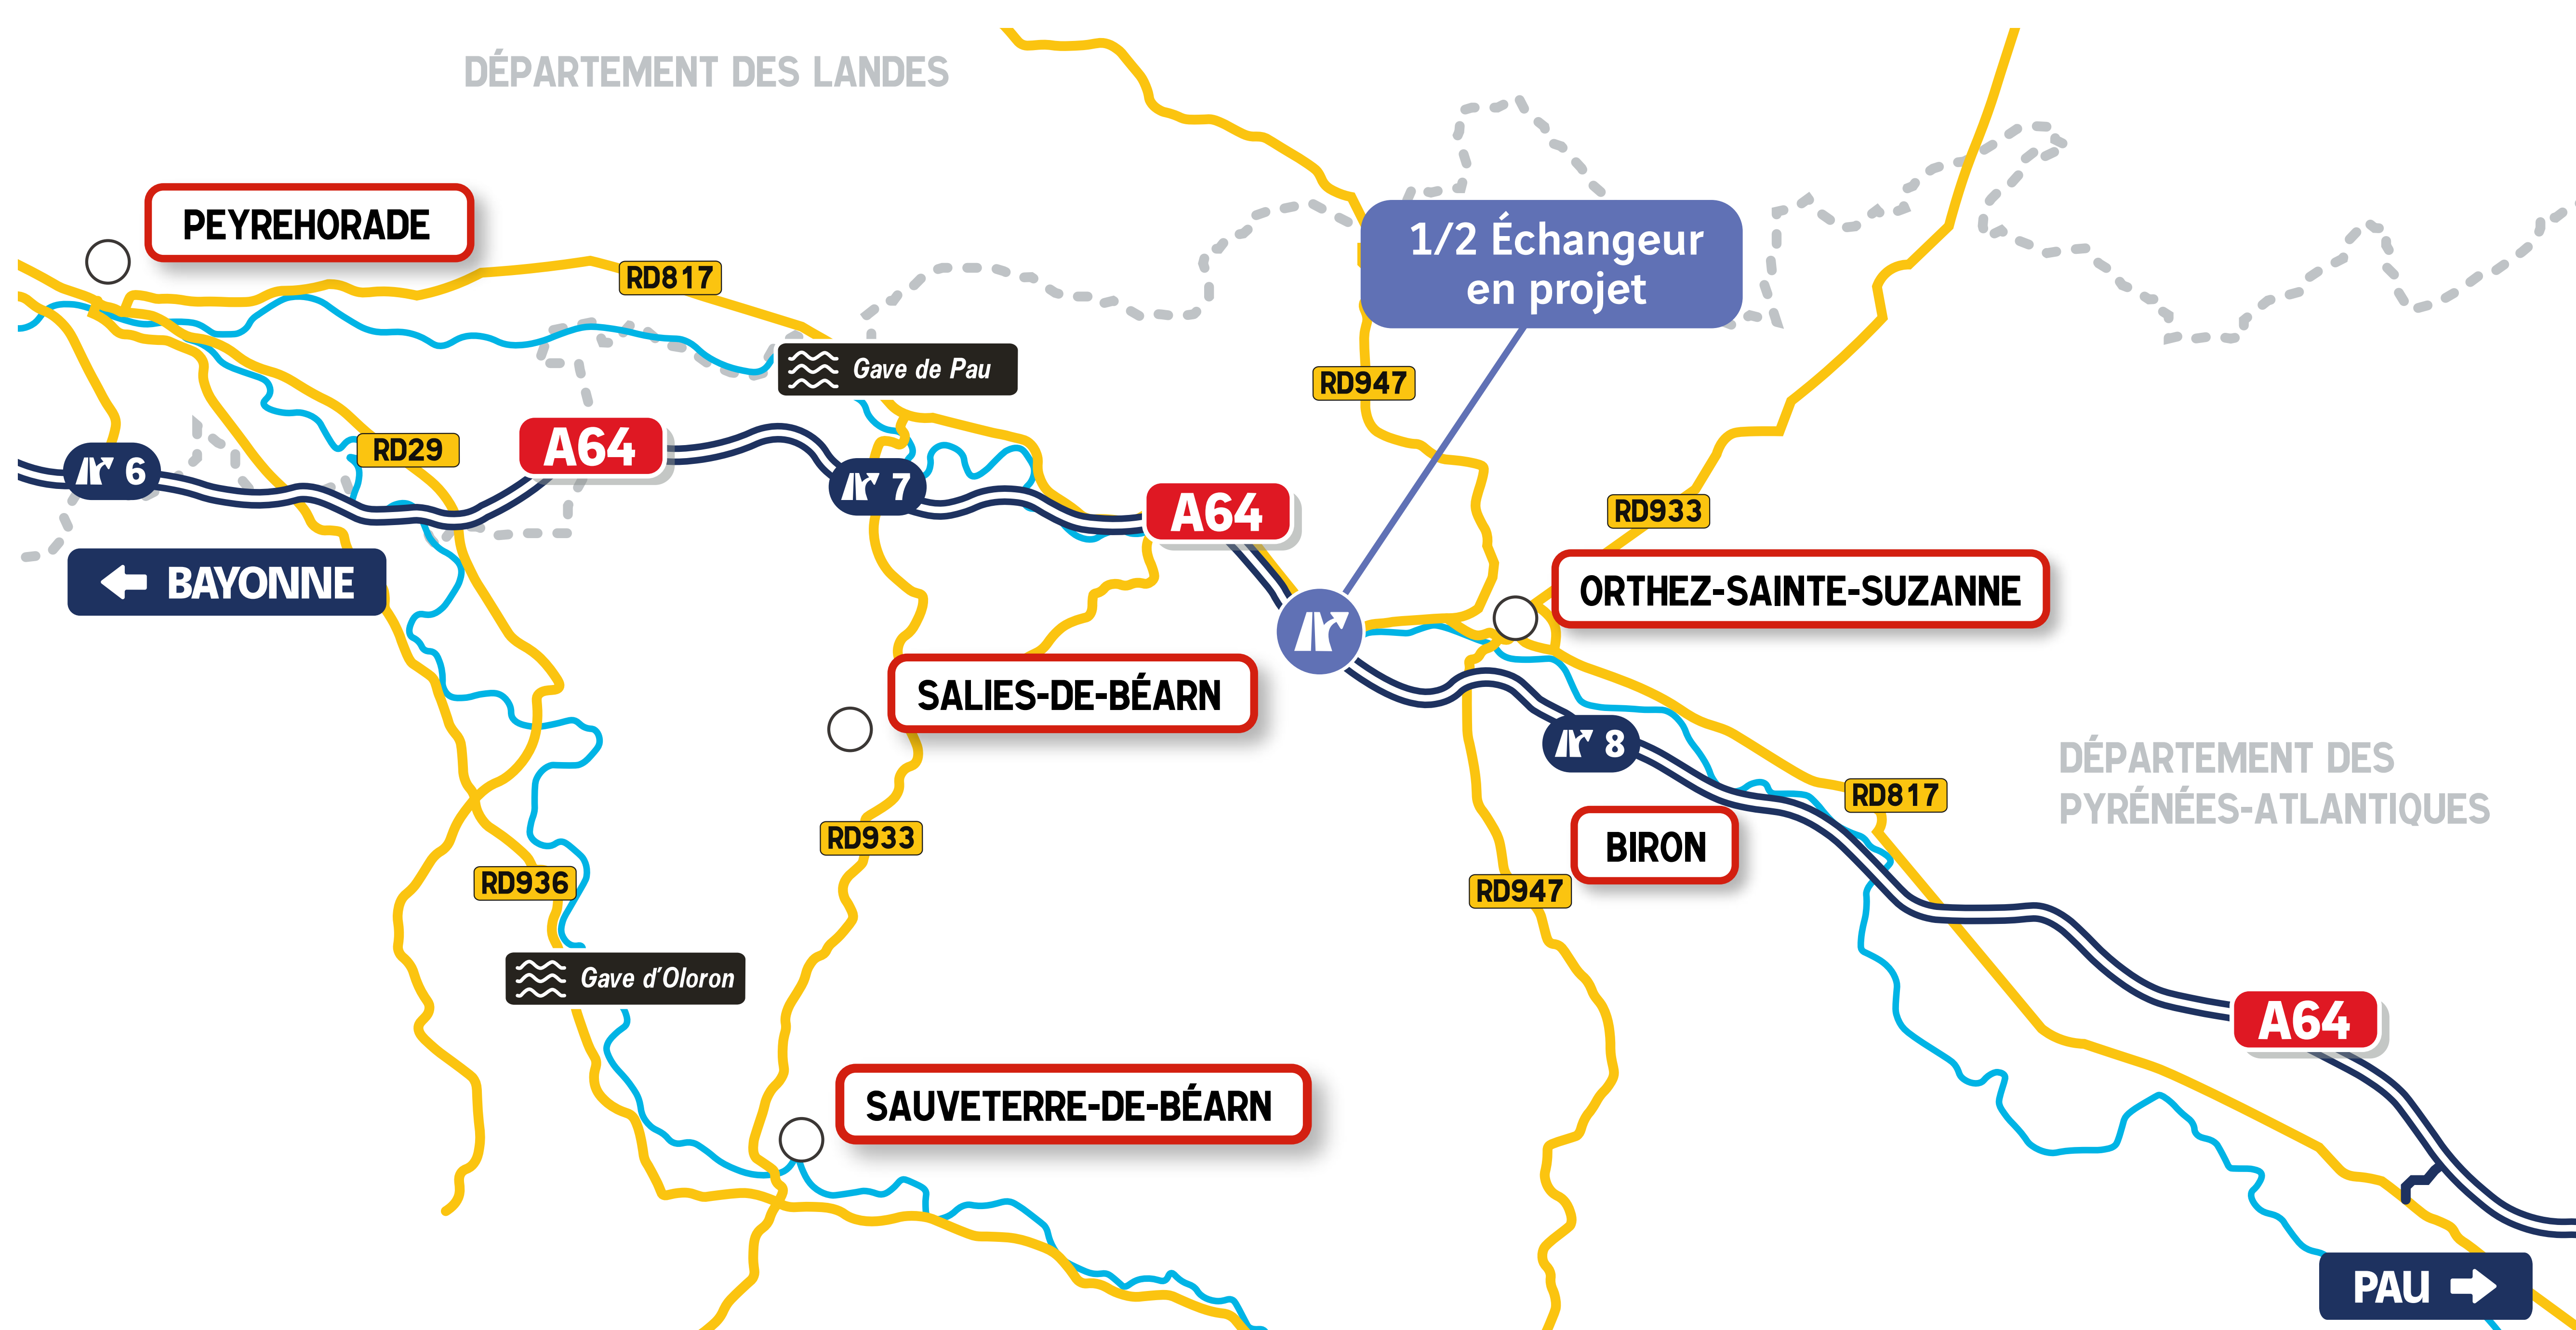 DÉPARTEMENT DES LANDES
PEYREHORADE
1/2 Échangeur
en projet
RD817
Gave de Pau
RD947
RD29
A64
6
7
A64
RD933
BAYONNE
ORTHEZ-SAINTE-SUZANNE
SALIES-DE-BÉARN
8
DÉPARTEMENT DES
PYRÉNÉES-ATLANTIQUES
RD817
RD933
BIRON
RD936
RD947
Gave d'Oloron
A64
SAUVETERRE-DE-BÉARN
PAU